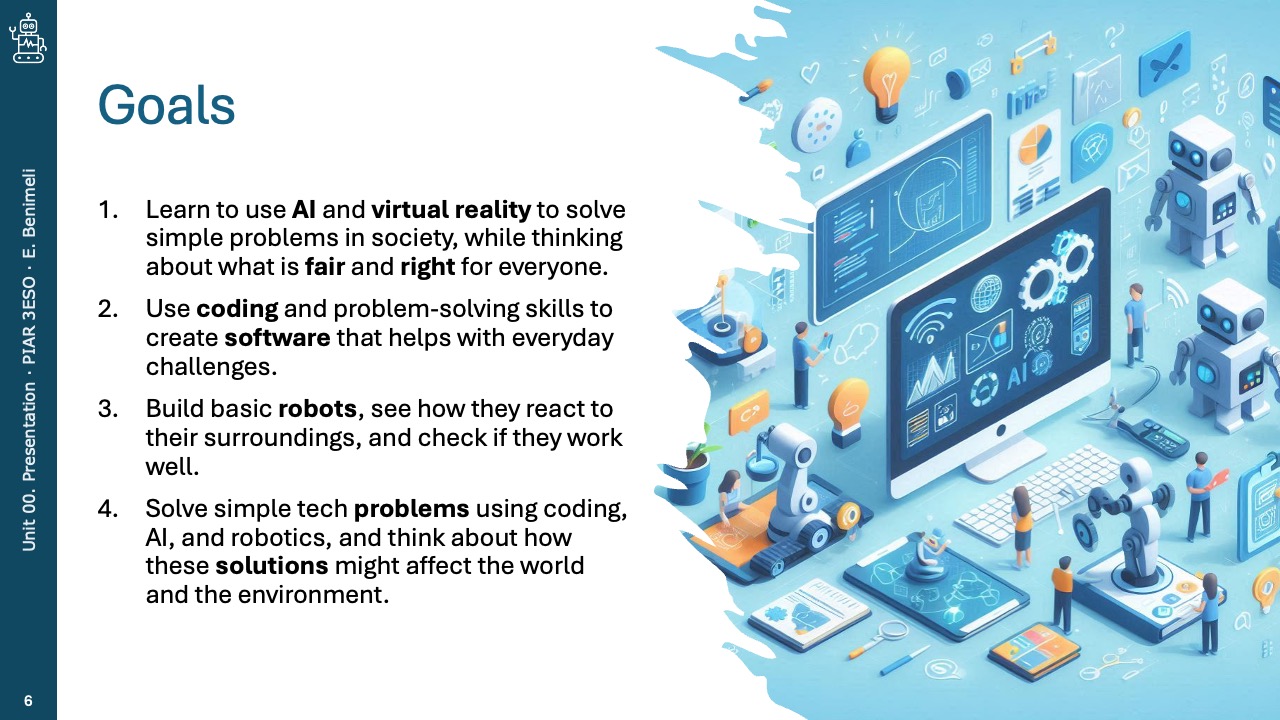 Goals
1. Learn to use AI and virtual reality to solve
simple problems in society, while thinking
about what is fair and right for everyone.
2. Use coding and problem-solving skills to
create software that helps with everyday
challenges.
3. Build basic robots, see how they react to
their surroundings, and check if they work
well.
4. Solve simple tech problems using coding,
AI, and robotics, and think about how
these solutions might affect the world
and the environment.
Unit 00. Presentation · PIAR 3ESO · E. Benimeli
6
AI